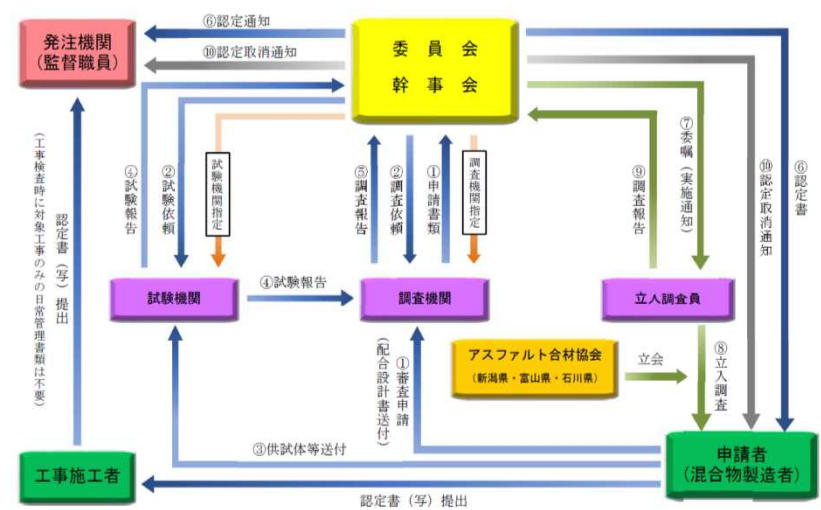 ⑥認定通知
発注機関
(監督職員)
⑩認定取消通知
委 員 会
幹 事 会
④試験報告
②試験依頼
試験機関指定
⑤調査報告
②調査依頼
①申請書類
調査機関指定
⑨調査報告
⑦委嘱(実施通知)
⑩認定取消通知
⑥認定書
認定書(写)提出
(工事検査時に対象工事のみの日常管理書類は不要)
試験機関
④試験報告
調査機関
立入調査員
アスファルト合材協会
(新潟県・富山県・石川県)
立会
⑧立入調査
①審査申請
(配合設計書送付)
③供試体等送付
工事施工者
申請者
(混合物製造者)
認定書(写)提出